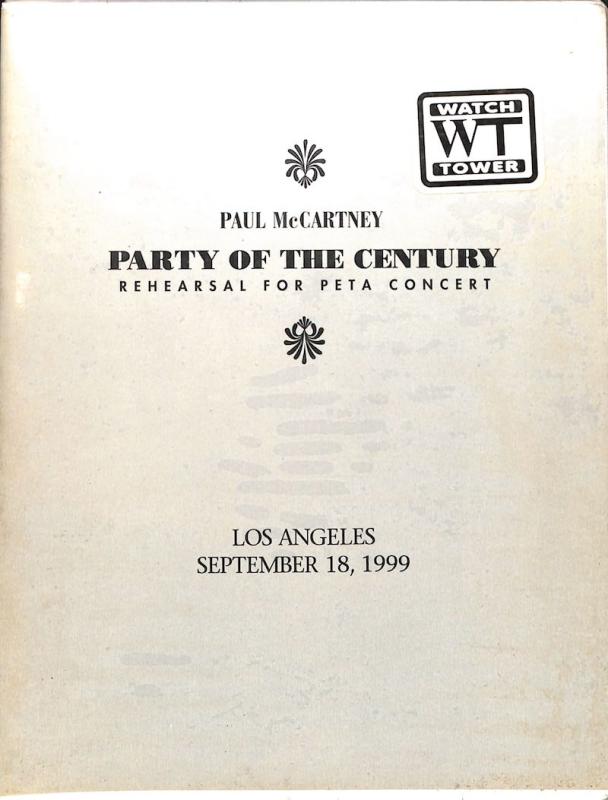 WATCH
WT
TOWER
PAUL McCARTNEY
PARTY OF THE CENTURY
REHEARSAL FOR PETA CONCERT
LOS ANGELES
SEPTEMBER 18, 1999